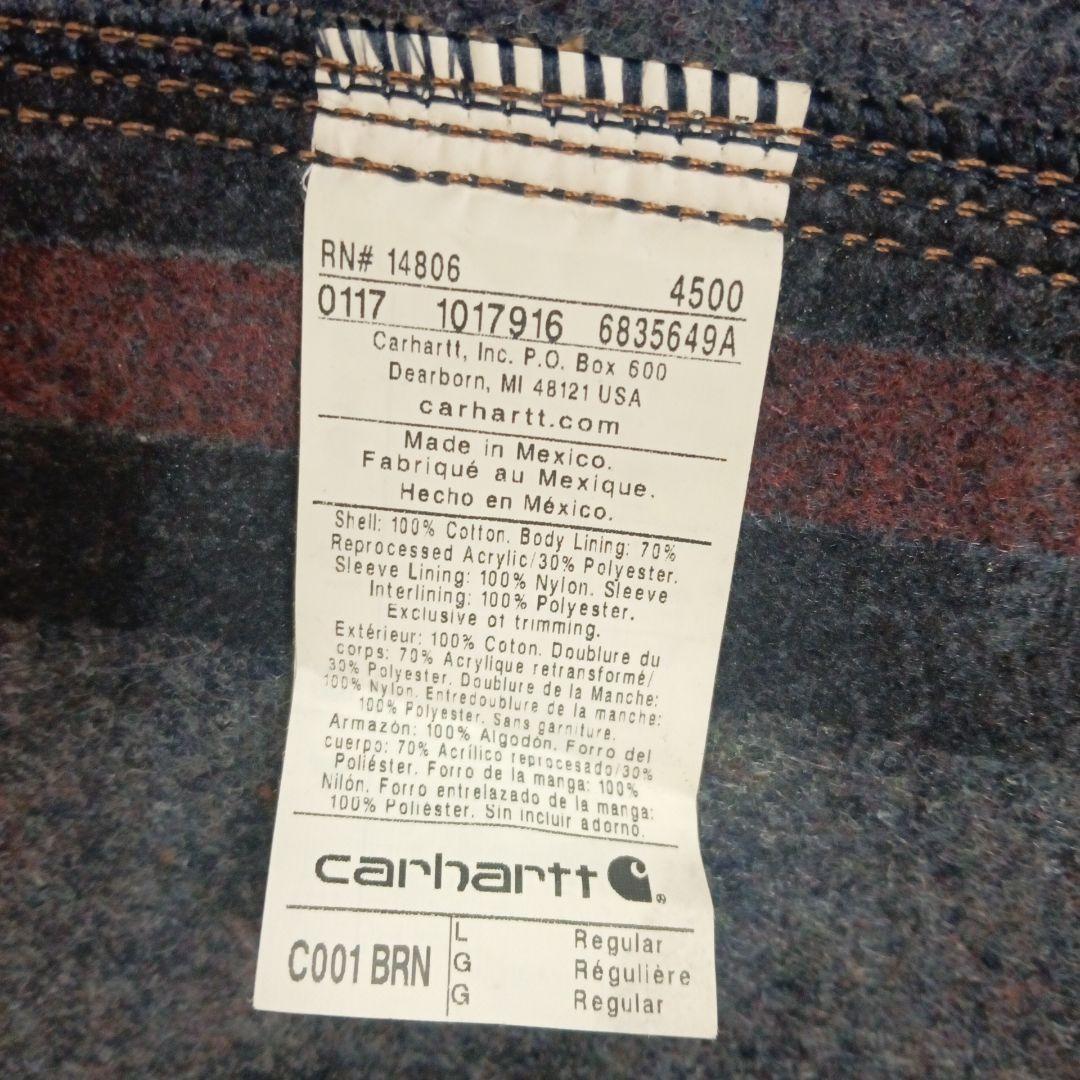 RN# 14806 4500
0117 1017916 6835649A
Carhartt, Inc. P.O. Box 600
Dearborn, MI 48121 USA
carhartt.com
Made in Mexico.
Fabriqué au Mexique.
Hecho en México.
Shell: 100% Cotton. Body Lining: 70%
Reprocessed Acrylic/30% Polyester.
Sleeve Lining: 100% Nylon. Sleeve
Interlining: 100% Polyester.
Exclusive of trimming.
Extérieur: 100% Coton. Doublure du
corps: 70% Acrylique retransformé/
30% Polyester. Doublure de la Manche:
100% Nylon. Entredoublure de la manche:
100% Polyester. Sans garniture.
Armazón: 100% Algodón. Forro del
cuerpo: 70% Acrílico reprocesado/30%
Poliéster. Forro de la manga: 100%
Nilón. Forro entrelazado de la manga:
100% Poliéster. Sin incluir adorno.
carhartt ®
C001 BRN
L Regular
G Régulière
G Regular